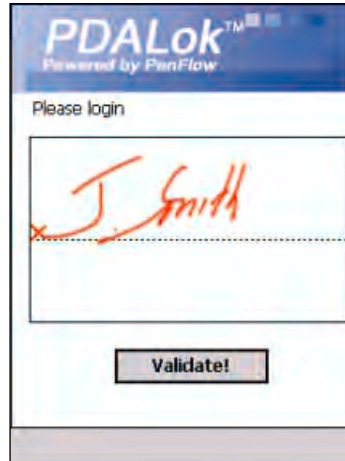 PDALok™
Powered by PenFlow
Please login
J. Smith
Validate!